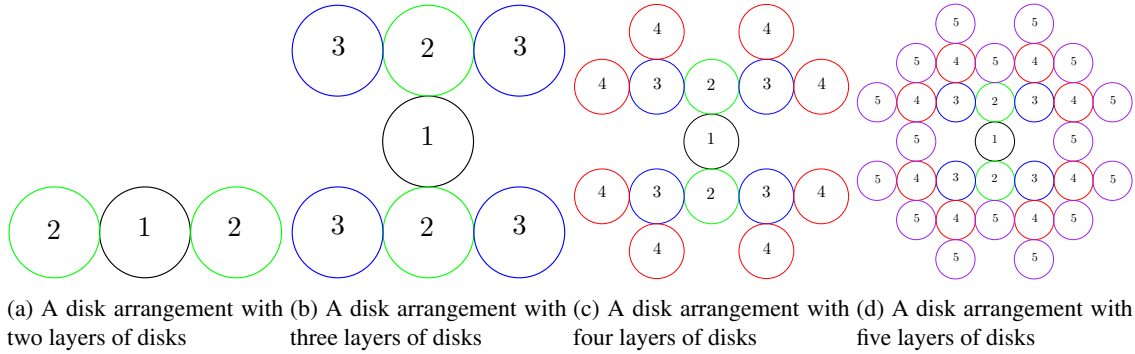 2 1 2
(a) A disk arrangement with
two layers of disks
3 2 3
1
3 2 3
(b) A disk arrangement with
three layers of disks
4 4
4 3 2 3 4
1
4 3 2 3 4
4 4
(c) A disk arrangement with
four layers of disks
5 5
5 4 5 4 5
5 4 3 2 3 4 5
5 1 5
5 4 3 2 3 4 5
5 4 5 4 5
5 5
(d) A disk arrangement with
five layers of disks